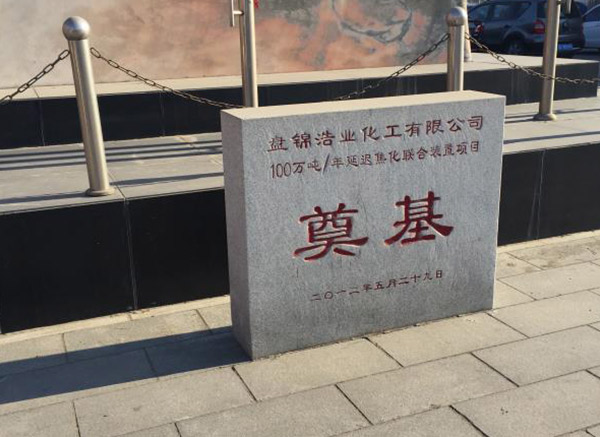 盘锦浩业化工有限公司
100万吨/年延迟焦化联合装置项目
奠基
二〇一二年五月二十九日